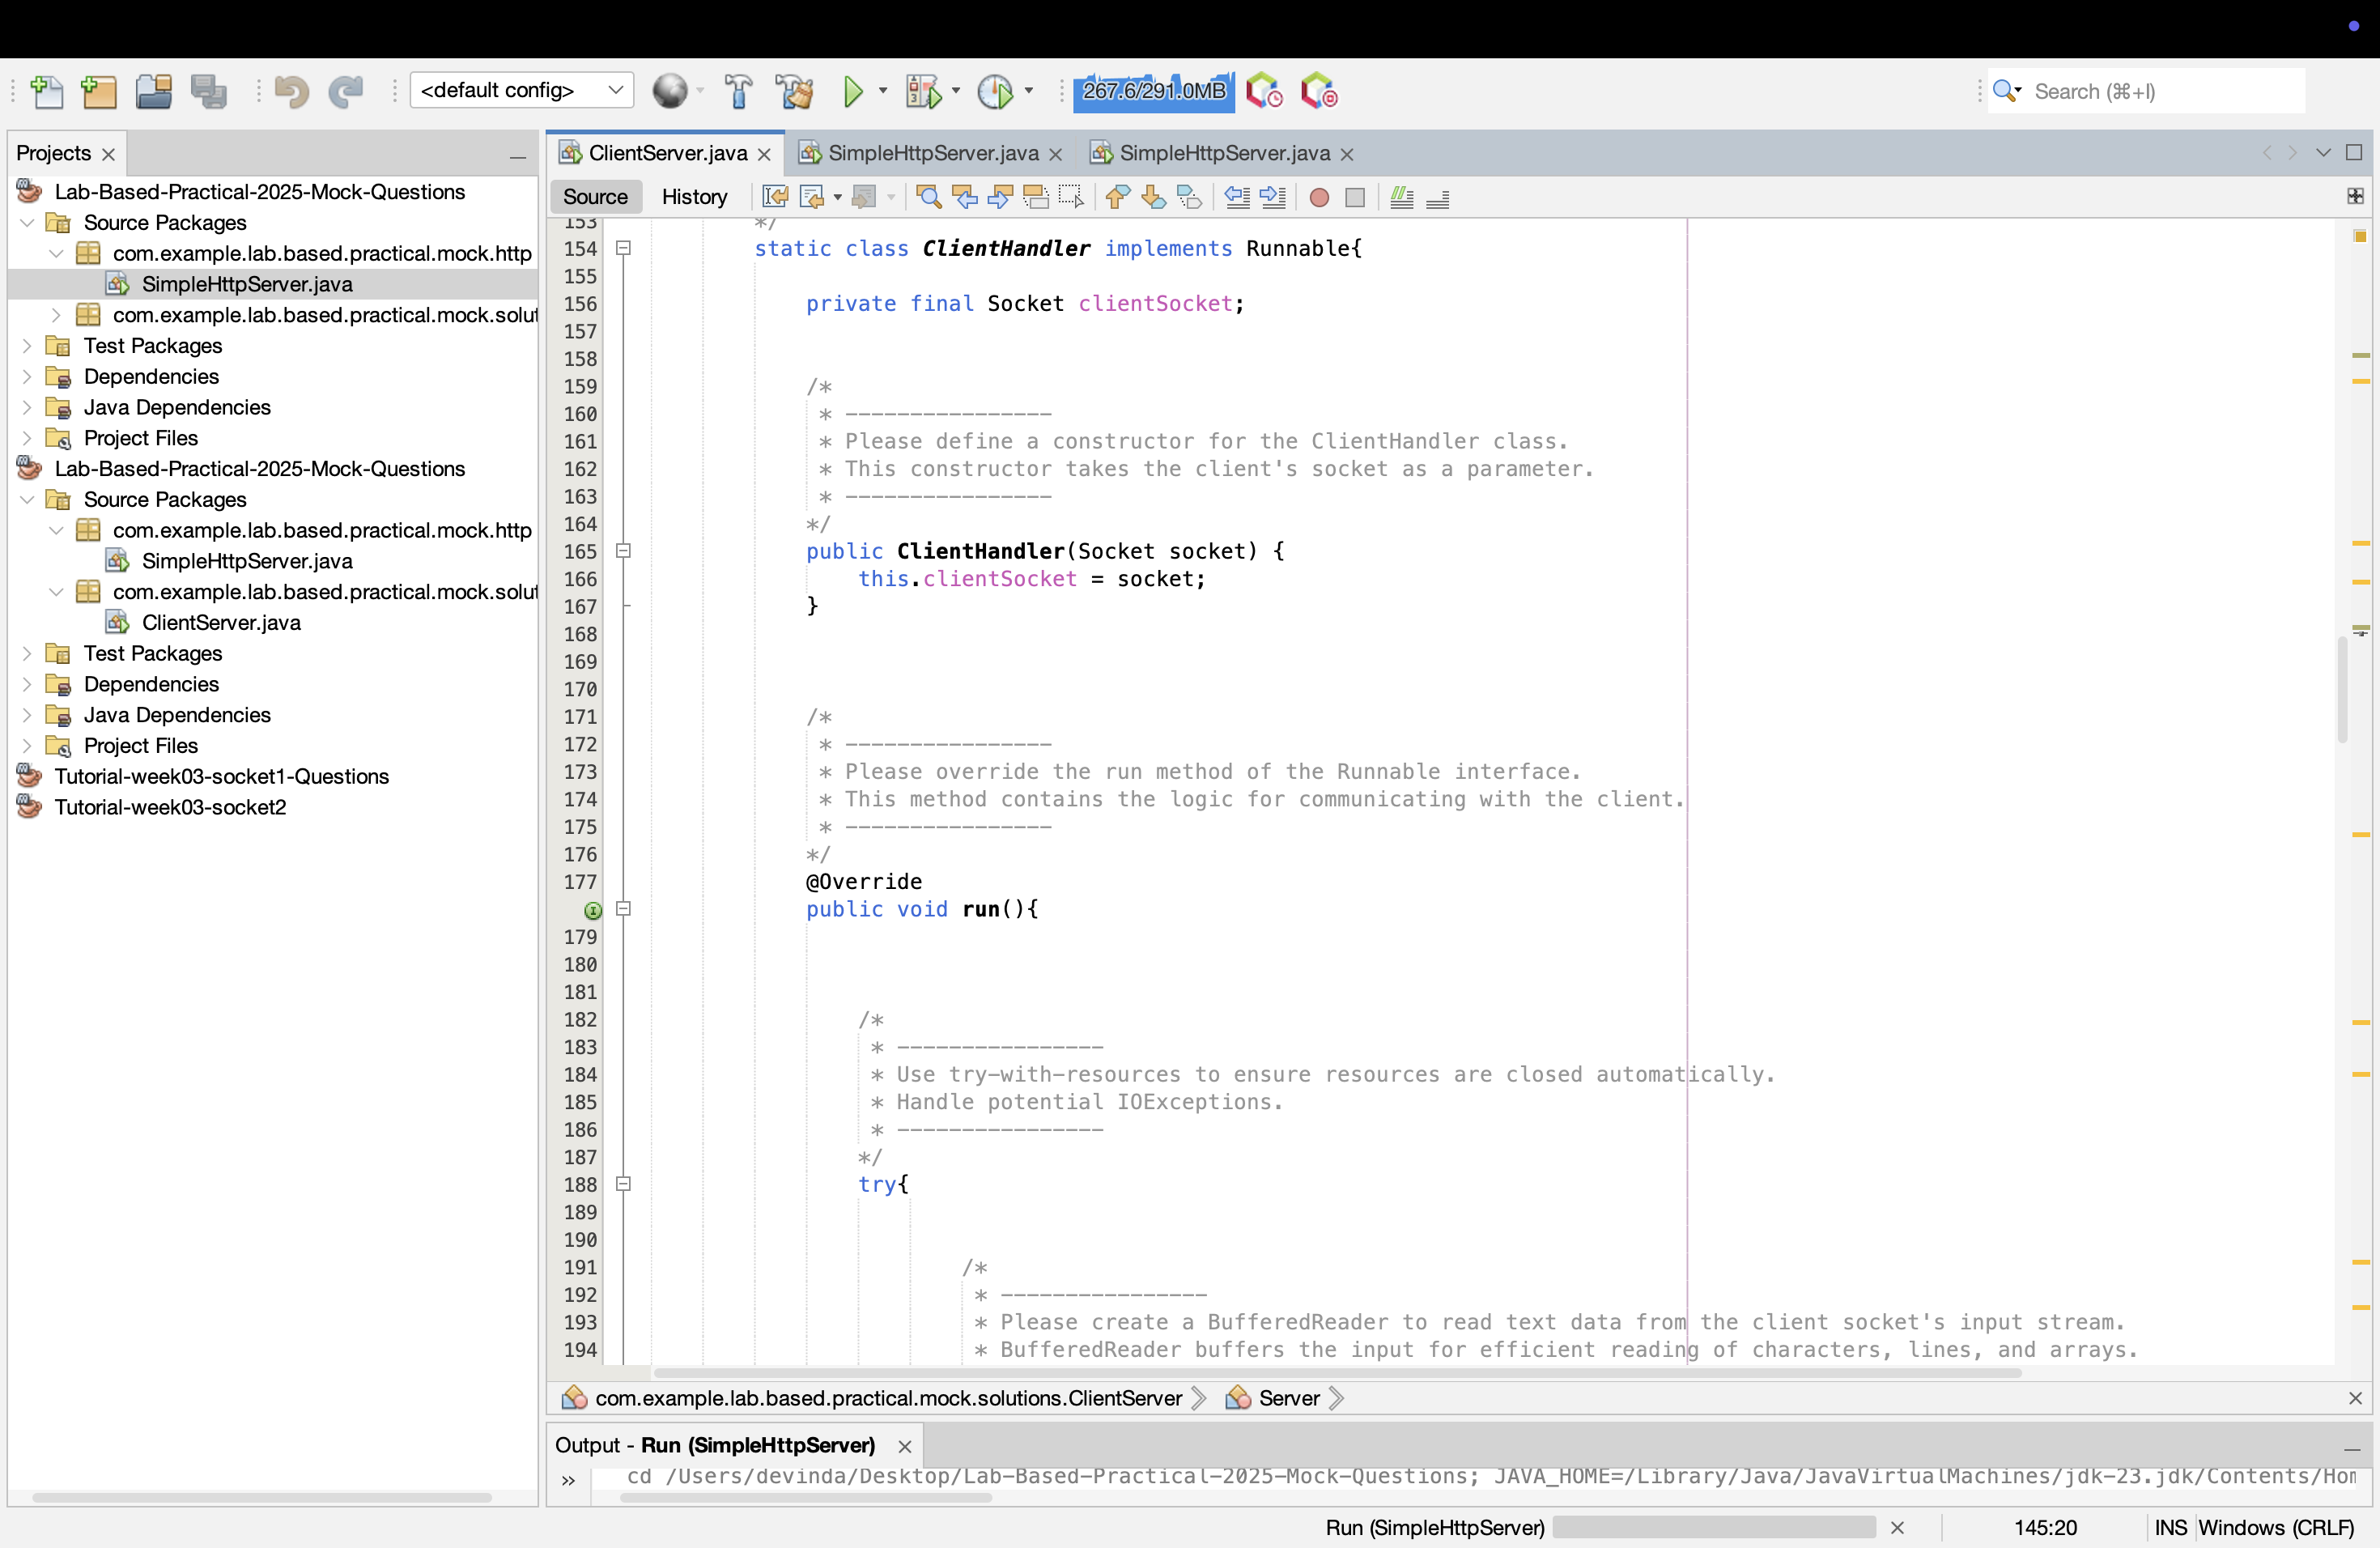 <default config>
267.6/291.0MB
Search (⌘+I)
Projects
Lab-Based-Practical-2025-Mock-Questions
Source Packages
com.example.lab.based.practical.mock.http
SimpleHttpServer.java
com.example.lab.based.practical.mock.solut
Test Packages
Dependencies
Java Dependencies
Project Files
Lab-Based-Practical-2025-Mock-Questions
Source Packages
com.example.lab.based.practical.mock.http
SimpleHttpServer.java
com.example.lab.based.practical.mock.solut
ClientServer.java
Test Packages
Dependencies
Java Dependencies
Project Files
Tutorial-week03-socket1-Questions
Tutorial-week03-socket2
ClientServer.java SimpleHttpServer.java SimpleHttpServer.java
Source History
153 */
154 static class ClientHandler implements Runnable{
155
156 private final Socket clientSocket;
157
158
159 /*
160 * ----------------
161 * Please define a constructor for the ClientHandler class.
162 * This constructor takes the client's socket as a parameter.
163 * ----------------
164 */
165 public ClientHandler(Socket socket) {
166 this.clientSocket = socket;
167 }
168
169
170
171 /*
172 * ----------------
173 * Please override the run method of the Runnable interface.
174 * This method contains the logic for communicating with the client.
175 * ----------------
176 */
177 @Override
public void run(){
179
180
181
182 /*
183 * ----------------
184 * Use try-with-resources to ensure resources are closed automatically.
185 * Handle potential IOExceptions.
186 * ----------------
187 */
188 try{
189
190
191 /*
192 * ----------------
193 * Please create a BufferedReader to read text data from the client socket's input stream.
194 * BufferedReader buffers the input for efficient reading of characters, lines, and arrays.
com.example.lab.based.practical.mock.solutions.ClientServer Server
Output - Run (SimpleHttpServer)
cd /Users/devinda/Desktop/Lab-Based-Practical-2025-Mock-Questions; JAVA_HOME=/Library/Java/JavaVirtualMachines/jdk-23.jdk/Contents/Hom
Run (SimpleHttpServer) 145:20 INS Windows (CRLF)